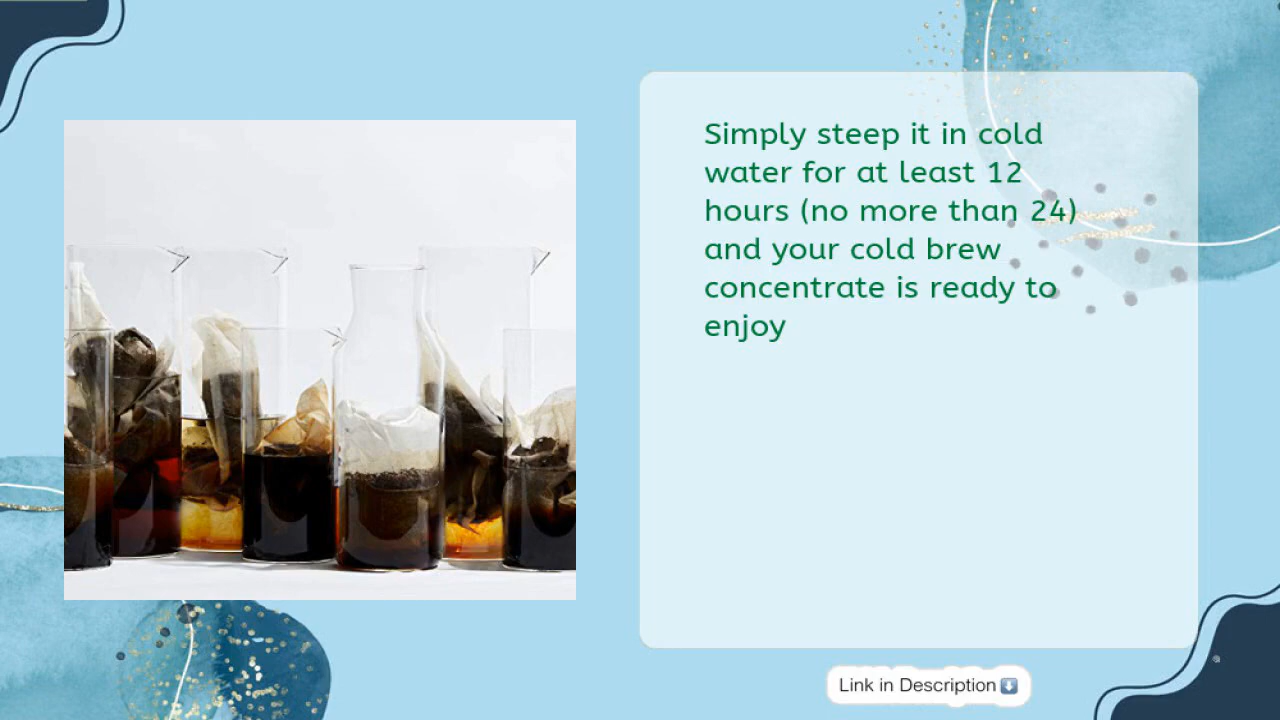 Simply steep it in cold
water for at least 12
hours (no more than 24)
and your cold brew
concentrate is ready to
enjoy
Link in Description⬇️